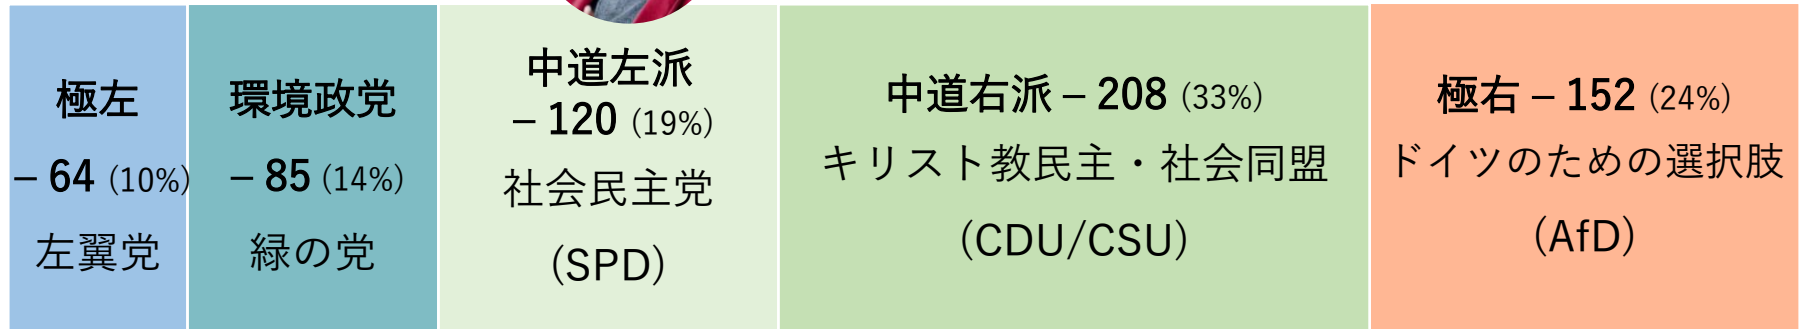 極左
– 64 (10%)
左翼党
環境政党
– 85 (14%)
緑の党
中道左派
– 120 (19%)
社会民主党
(SPD)
中道右派 – 208 (33%)
キリスト教民主・社会同盟
(CDU/CSU)
極右 – 152 (24%)
ドイツのための選択肢
(AfD)